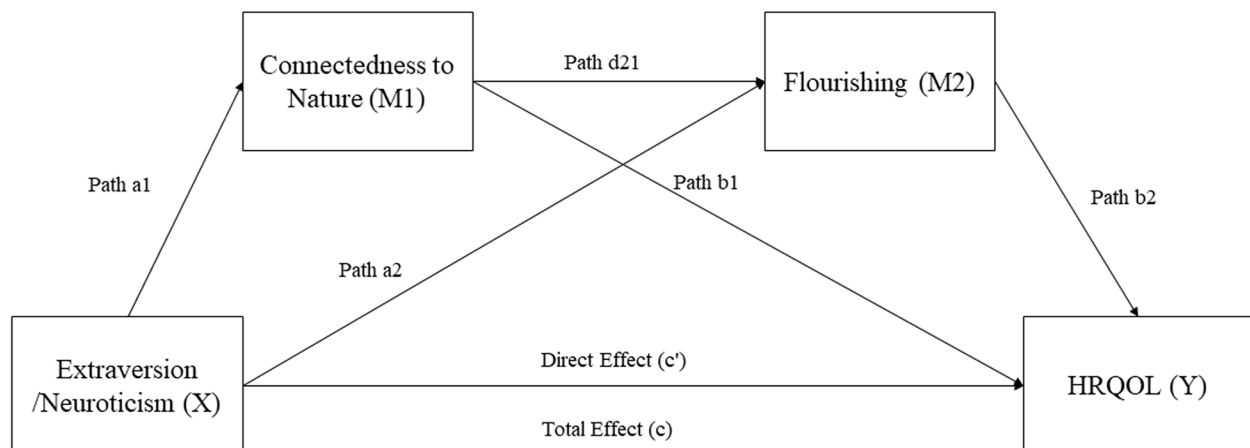 Connectedness to
Nature (M1)
Path d21
Flourishing (M2)
Path a1
Path b1
Path b2
Path a2
Extraversion
/Neuroticism (X)
Direct Effect (c')
Total Effect (c)
HRQOL (Y)